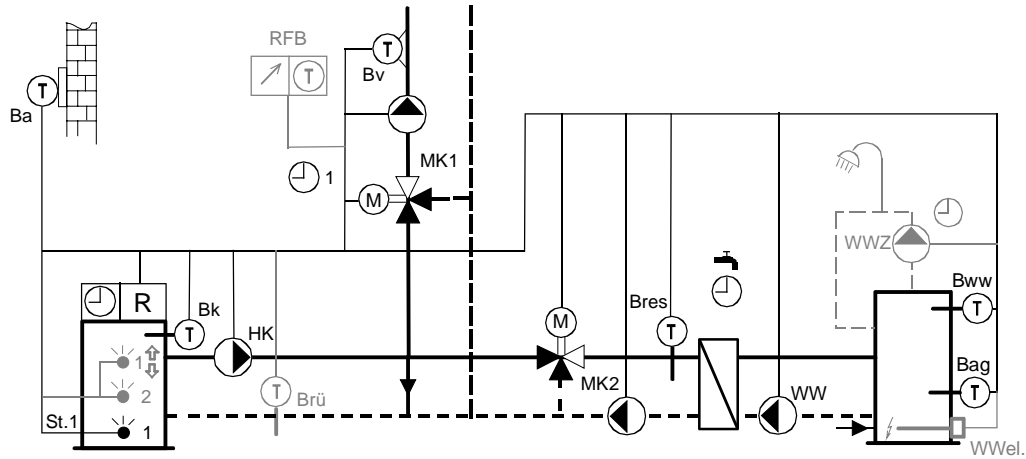 RFB
T
T
Bv
T
Ba
MK1
1
M
WWZ
R
Bk
T
HK
M
Bres
T
Bww
T
MK2
T
Brü
WW
Bag
T
1
2
St.1
1
WWel.